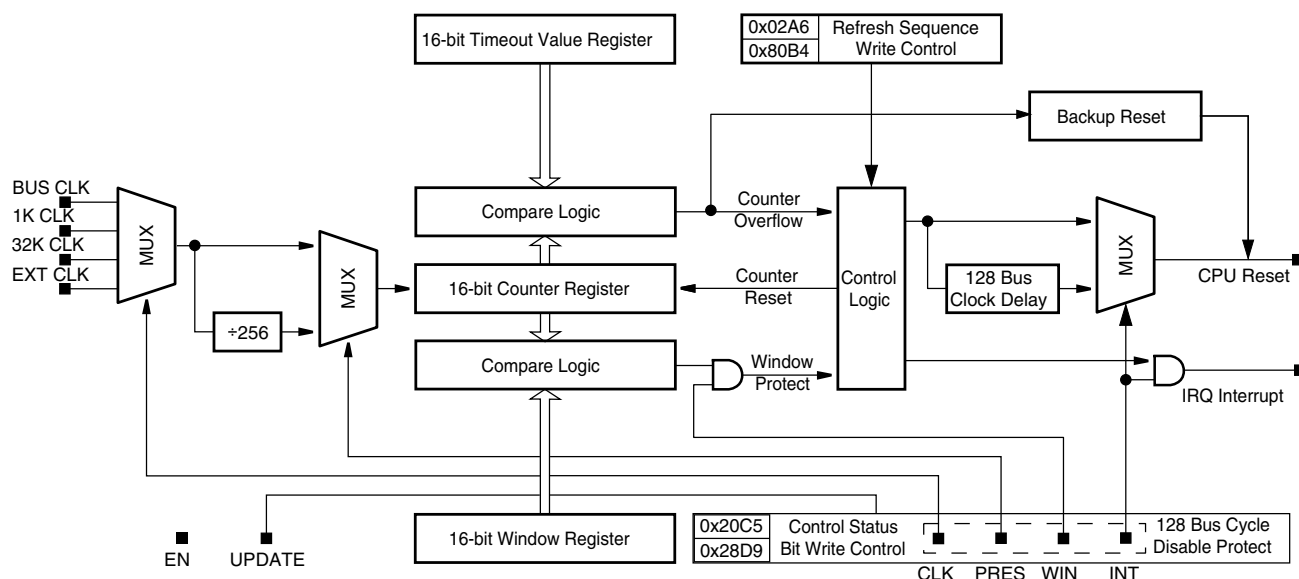 16-bit Timeout Value Register
0x02A6
0x80B4
Refresh Sequence
Write Control
Backup Reset
BUS CLK
1K CLK
32K CLK
EXT CLK
MUX
÷256
MUX
Compare Logic
16-bit Counter Register
Compare Logic
Counter
Overflow
Counter
Reset
Window
Protect
Control
Logic
128 Bus
Clock Delay
MUX
CPU Reset
IRQ Interrupt
EN
UPDATE
16-bit Window Register
0x20C5
0x28D9
Control Status
Bit Write Control
128 Bus Cycle
Disable Protect
CLK
PRES
WIN
INT